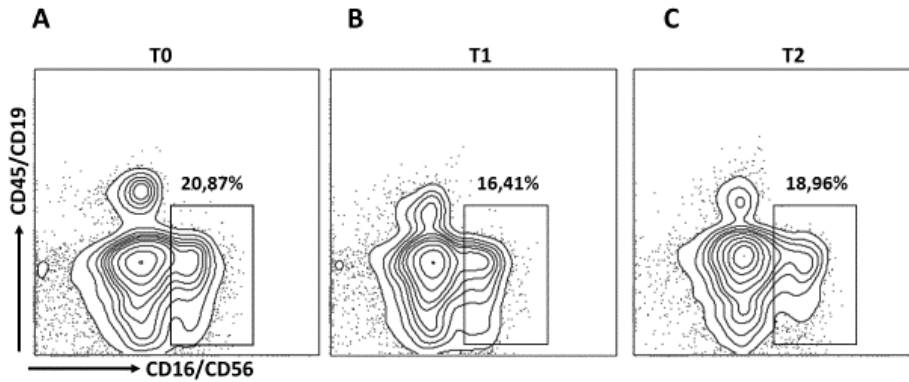 A
B
C
T0
T1
T2
CD45/CD19
20,87%
16,41%
18,96%
CD16/CD56